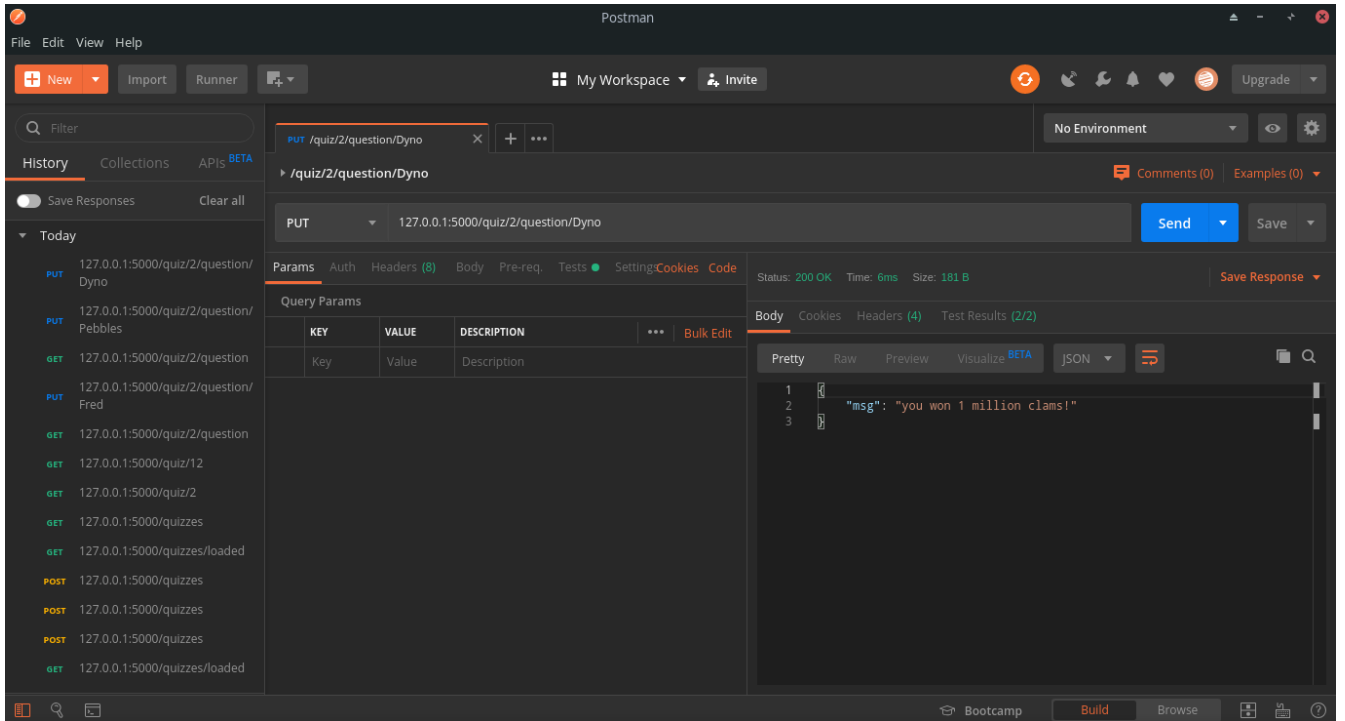 Postman
File Edit View Help
New Import Runner My Workspace Invite Upgrade
Filter
History Collections APIs BETA
Save Responses Clear all
Today
PUT 127.0.0.1:5000/quiz/2/question/
Dyno
PUT 127.0.0.1:5000/quiz/2/question/
Pebbles
GET 127.0.0.1:5000/quiz/2/question
PUT 127.0.0.1:5000/quiz/2/question/
Fred
GET 127.0.0.1:5000/quiz/2/question
GET 127.0.0.1:5000/quiz/12
GET 127.0.0.1:5000/quiz/2
GET 127.0.0.1:5000/quizzes
GET 127.0.0.1:5000/quizzes/loaded
POST 127.0.0.1:5000/quizzes
POST 127.0.0.1:5000/quizzes
POST 127.0.0.1:5000/quizzes
GET 127.0.0.1:5000/quizzes/loaded
PUT /quiz/2/question/Dyno
No Environment
/quiz/2/question/Dyno
Comments (0) Examples (0)
PUT 127.0.0.1:5000/quiz/2/question/Dyno Send Save
Params Auth Headers (8) Body Pre-req. Tests Settings Cookies Code
Query Params
KEY VALUE DESCRIPTION Bulk Edit
Key Value Description
Status: 200 OK Time: 6ms Size: 181 B Save Response
Body Cookies Headers (4) Test Results (2/2)
Pretty Raw Preview Visualize BETA JSON
1 {
2 "msg": "you won 1 million clams!"
3 }
Bootcamp Build Browse